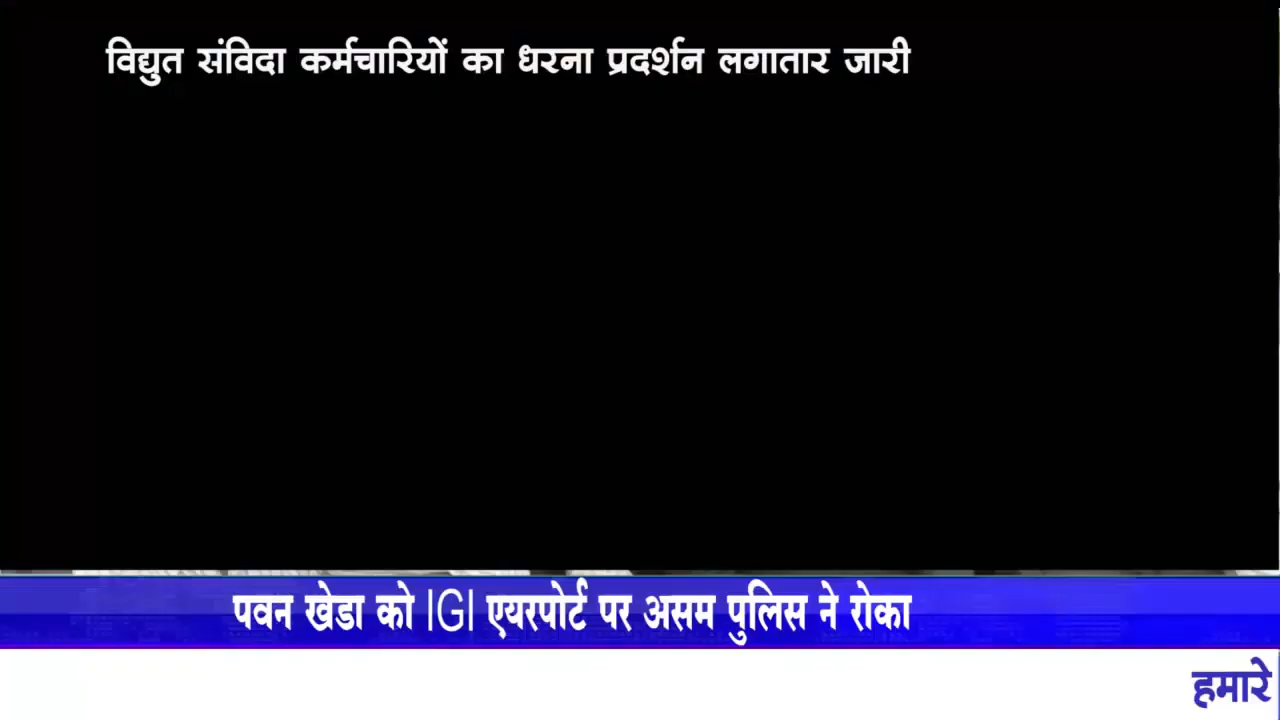 विद्युत संविदा कर्मचारियों का धरना प्रदर्शन लगातार जारी
पवन खेडा को IGI एयरपोर्ट पर असम पुलिस ने रोका
हमारे